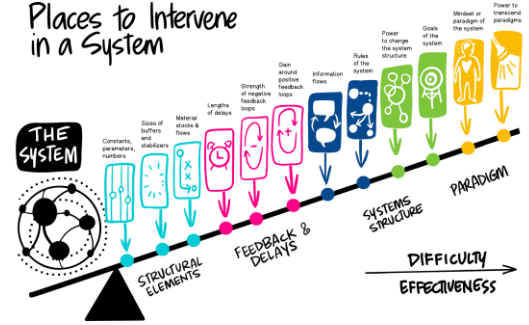 Places to Intervene
in a System
THE
SYSTEM
Constants,
parameters,
numbers
Sizes of
buffers
and
stabilizers
Material
stocks &
flows
Lengths
of delays
Strength
of negative
feedback
loops
Gain
around
positive
feedback
loops
Information
flows
Rules
of the
system
Power
to change
the system
structure
Goals
of the
system
Mindset or
paradigm of
the system
Power to
transcend
paradigms
x
x
x
-
+
STRUCTURAL
ELEMENTS
FEEDBACK &
DELAYS
SYSTEMS
STRUCTURE
PARADIGM
DIFFICULTY
EFFECTIVENESS